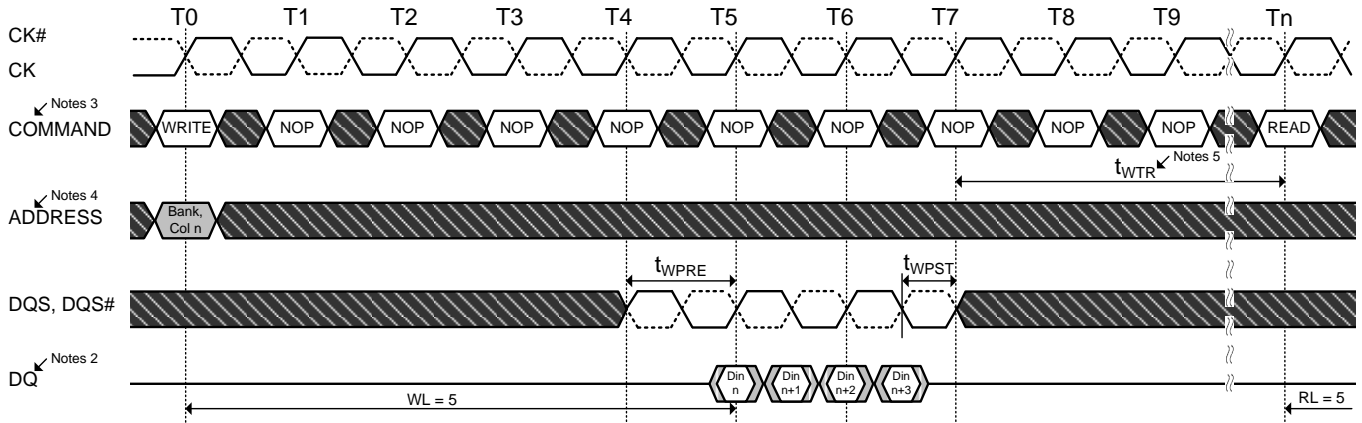 T0 T1 T2 T3 T4 T5 T6 T7 T8 T9 Tn
CK#
CK
Notes 3
COMMAND WRITE NOP NOP NOP NOP NOP NOP NOP NOP NOP READ
tWTR Notes 5
Notes 4
ADDRESS
Bank,
Col n
tWPRE tWPST
DQS, DQS#
Notes 2
DQ
Din Din Din Din
n n+1 n+2 n+3
WL = 5 RL = 5